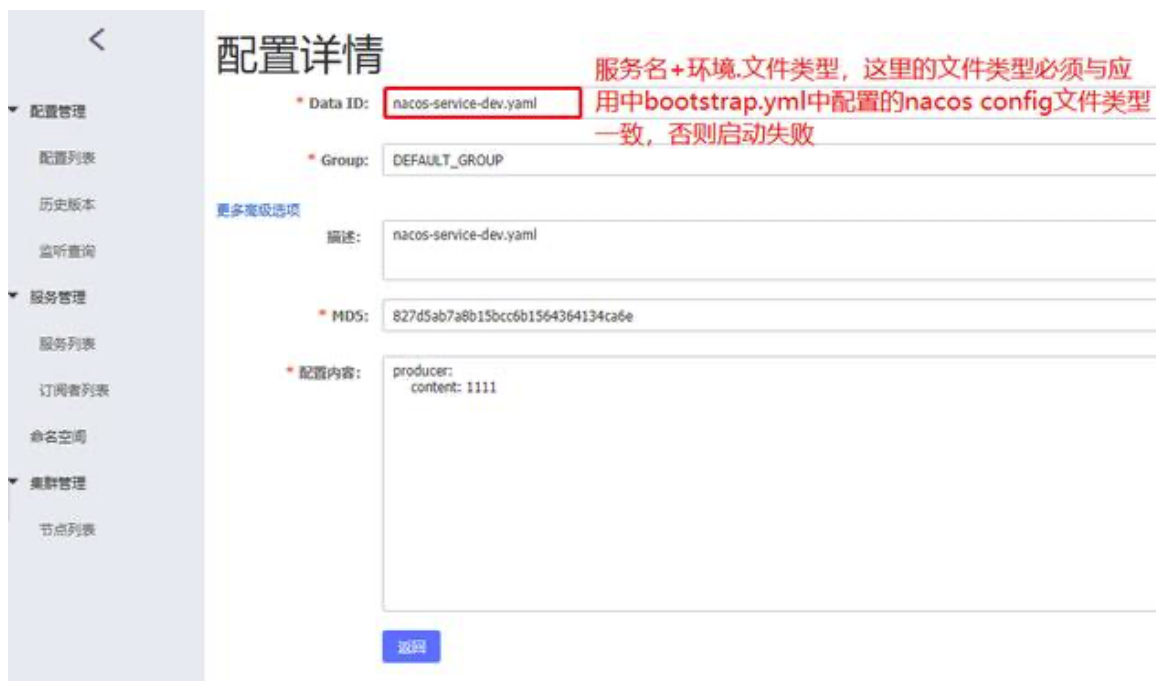 配置管理
配置列表
历史版本
监听查询
服务管理
服务列表
订阅者列表
命名空间
集群管理
节点列表
配置详情
服务名+环境.文件类型，这里的文件类型必须与应
用中bootstrap.yml中配置的nacos config文件类型
一致，否则启动失败
* Data ID: nacos-service-dev.yaml
* Group: DEFAULT_GROUP
更多高级选项
描述: nacos-service-dev.yaml
* MD5: 827d5ab7a8b15bcc6b1564364134ca6e
* 配置内容: producer:
content: 1111
返回